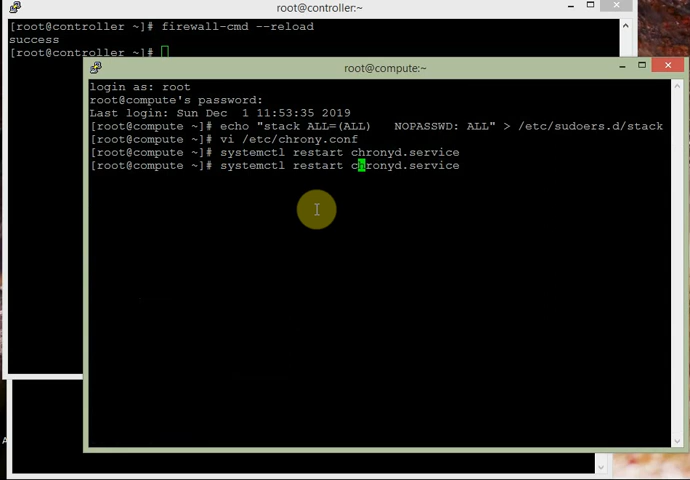 root@controller:~
[root@controller ~]# firewall-cmd --reload
success
[root@controller ~]#
root@compute:~
login as: root
root@compute's password:
Last login: Sun Dec  1 11:53:35 2019
[root@compute ~]# echo "stack ALL=(ALL)   NOPASSWD: ALL" > /etc/sudoers.d/stack
[root@compute ~]# vi /etc/chrony.conf
[root@compute ~]# systemctl restart chronyd.service
[root@compute ~]# systemctl restart chronyd.service
A